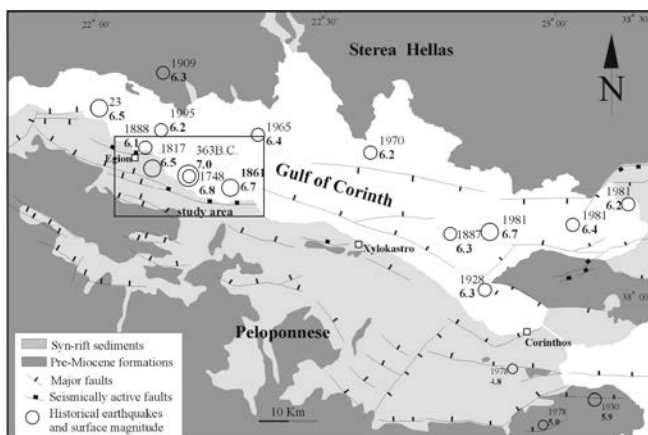 22° 00'
22° 30'
23° 00'
38° 30'
Sterea Hellas
N
1909
6.3
23
6.5
1995
6.2
1888
6.1
1965
6.4
1970
6.2
Egion
1817
6.5
363B.C.
7.0
1748
6.8
1861
6.7
study area
Gulf of Corinth
1981
6.2
1981
6.4
1981
6.7
1887
6.3
Xylokastro
1928
6.3
38° 00'
Peloponnese
Corinthos
1978
4.8
1978
5.0
1930
5.9
10 Km
Syn-rift sediments
Pre-Miocene formations
Major faults
Seismically active faults
Historical earthquakes
and surface magnitude